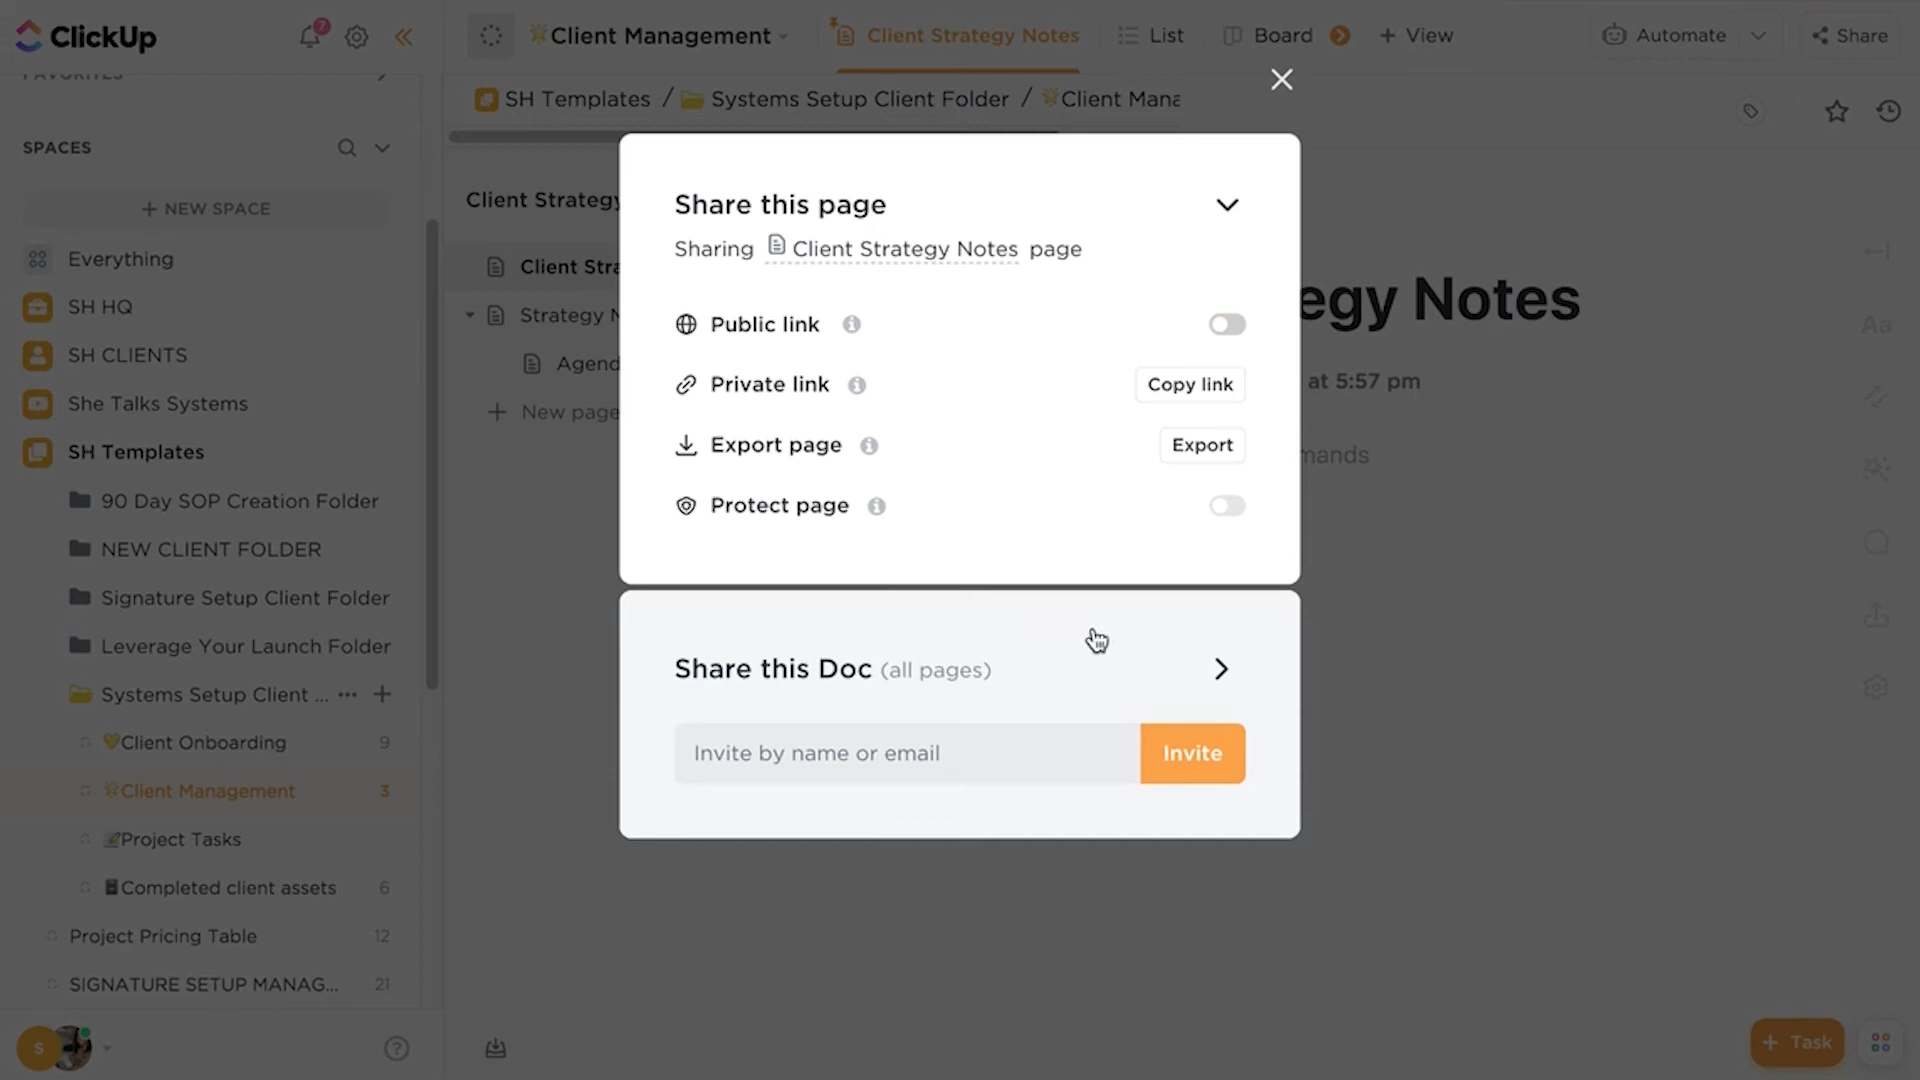 ClickUp
7
Client Management
Client Strategy Notes
List
Board
+ View
Automate
Share
FAVORITES
SH Templates / Systems Setup Client Folder / Client Mana
SPACES
+ NEW SPACE
Everything
SH HQ
SH CLIENTS
She Talks Systems
SH Templates
90 Day SOP Creation Folder
NEW CLIENT FOLDER
Signature Setup Client Folder
Leverage Your Launch Folder
Systems Setup Client ...
Client Onboarding 9
Client Management 3
Project Tasks
Completed client assets 6
Project Pricing Table 12
SIGNATURE SETUP MANAG... 21
S
Client Strategy
Client Stra
Strategy N
Agend
+ New page
Share this page
Sharing Client Strategy Notes page
Public link
Private link
Copy link
Export page
Export
Protect page
Share this Doc (all pages)
Invite by name or email
Invite
egy Notes
at 5:57 pm
mands
Aa
+ Task